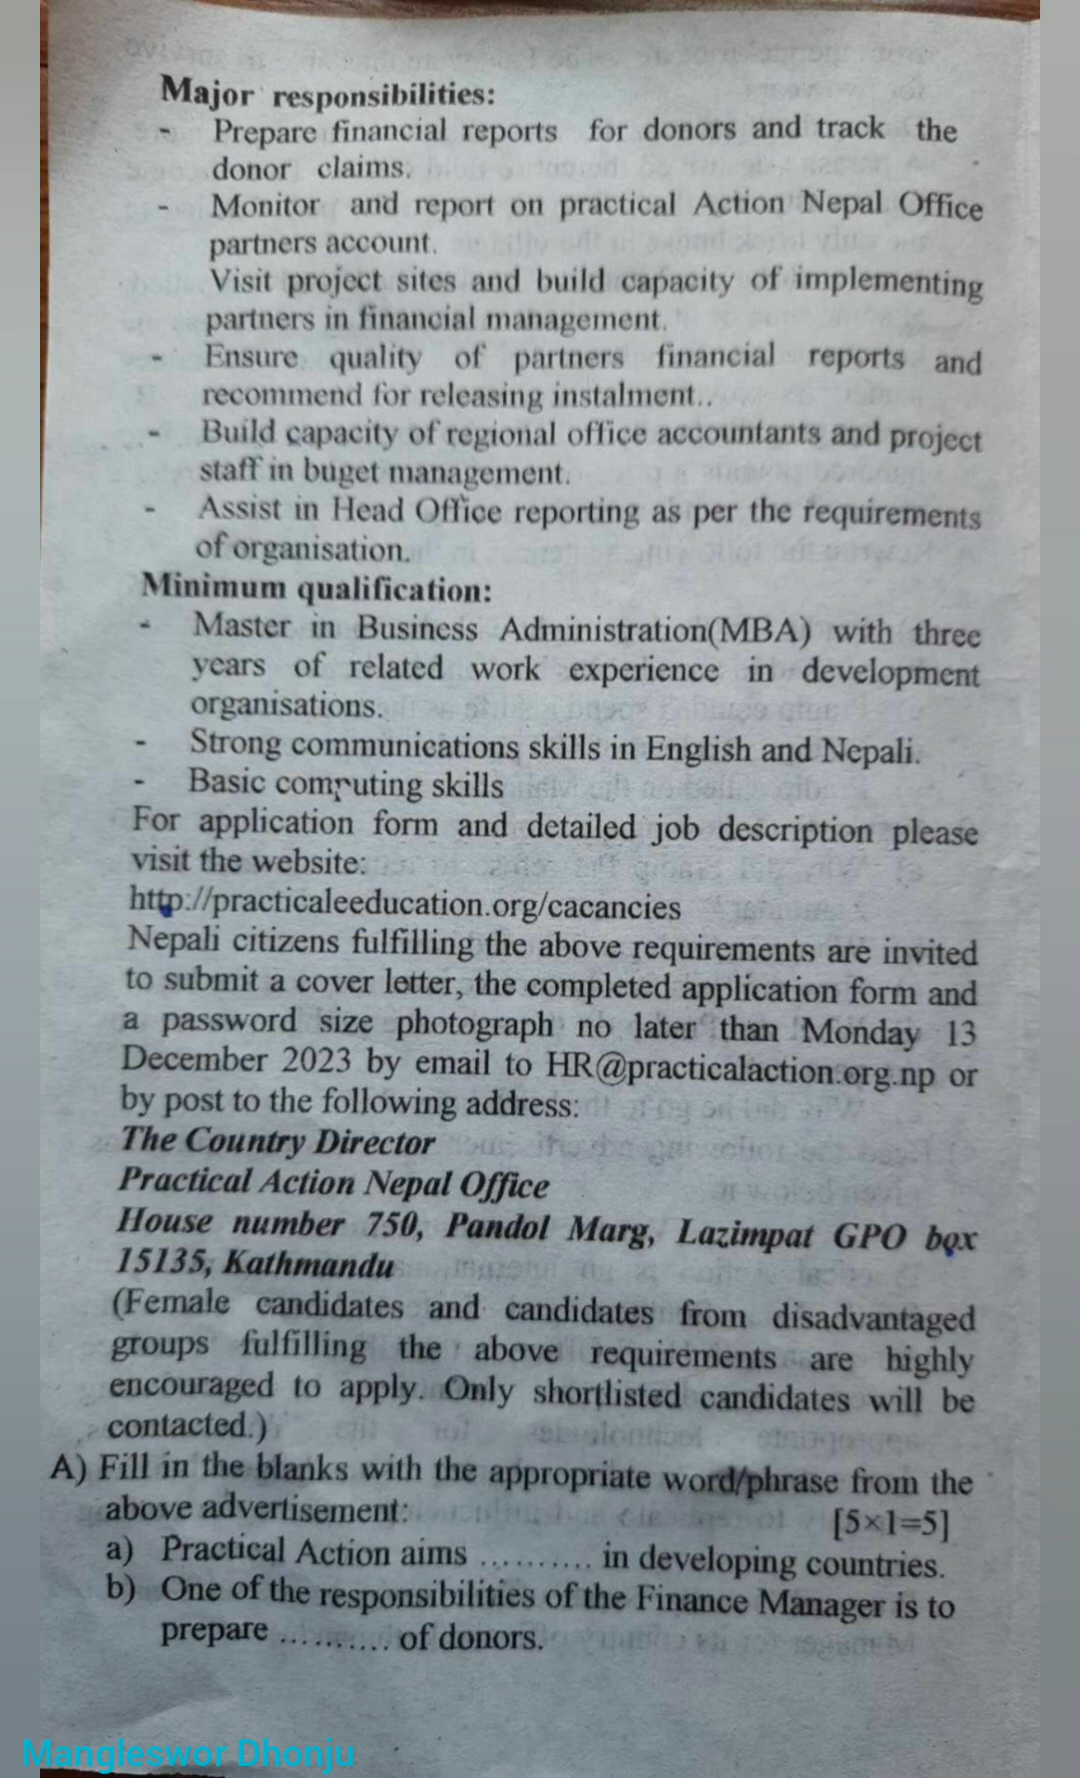 Major responsibilities:
- Prepare financial reports for donors and track the
donor claims.
- Monitor and report on practical Action Nepal Office
partners account.
Visit project sites and build capacity of implementing
partners in financial management.
- Ensure quality of partners financial reports and
recommend for releasing instalment..
- Build capacity of regional office accountants and project
staff in buget management.
- Assist in Head Office reporting as per the requirements
of organisation.
Minimum qualification:
- Master in Business Administration(MBA) with three
years of related work experience in development
organisations.
- Strong communications skills in English and Nepali.
- Basic computing skills
For application form and detailed job description please
visit the website:
http://practicaleeducation.org/cacancies
Nepali citizens fulfilling the above requirements are invited
to submit a cover letter, the completed application form and
a password size photograph no later than Monday 13
December 2023 by email to HR@practicalaction.org.np or
by post to the following address:
The Country Director
Practical Action Nepal Office
House number 750, Pandol Marg, Lazimpat GPO box
15135, Kathmandu
(Female candidates and candidates from disadvantaged
groups fulfilling the above requirements are highly
encouraged to apply. Only shortlisted candidates will be
contacted.)
A) Fill in the blanks with the appropriate word/phrase from the
above advertisement: [5×1=5]
a) Practical Action aims .......... in developing countries.
b) One of the responsibilities of the Finance Manager is to
prepare .......... of donors.
Mangleswor Dhonju